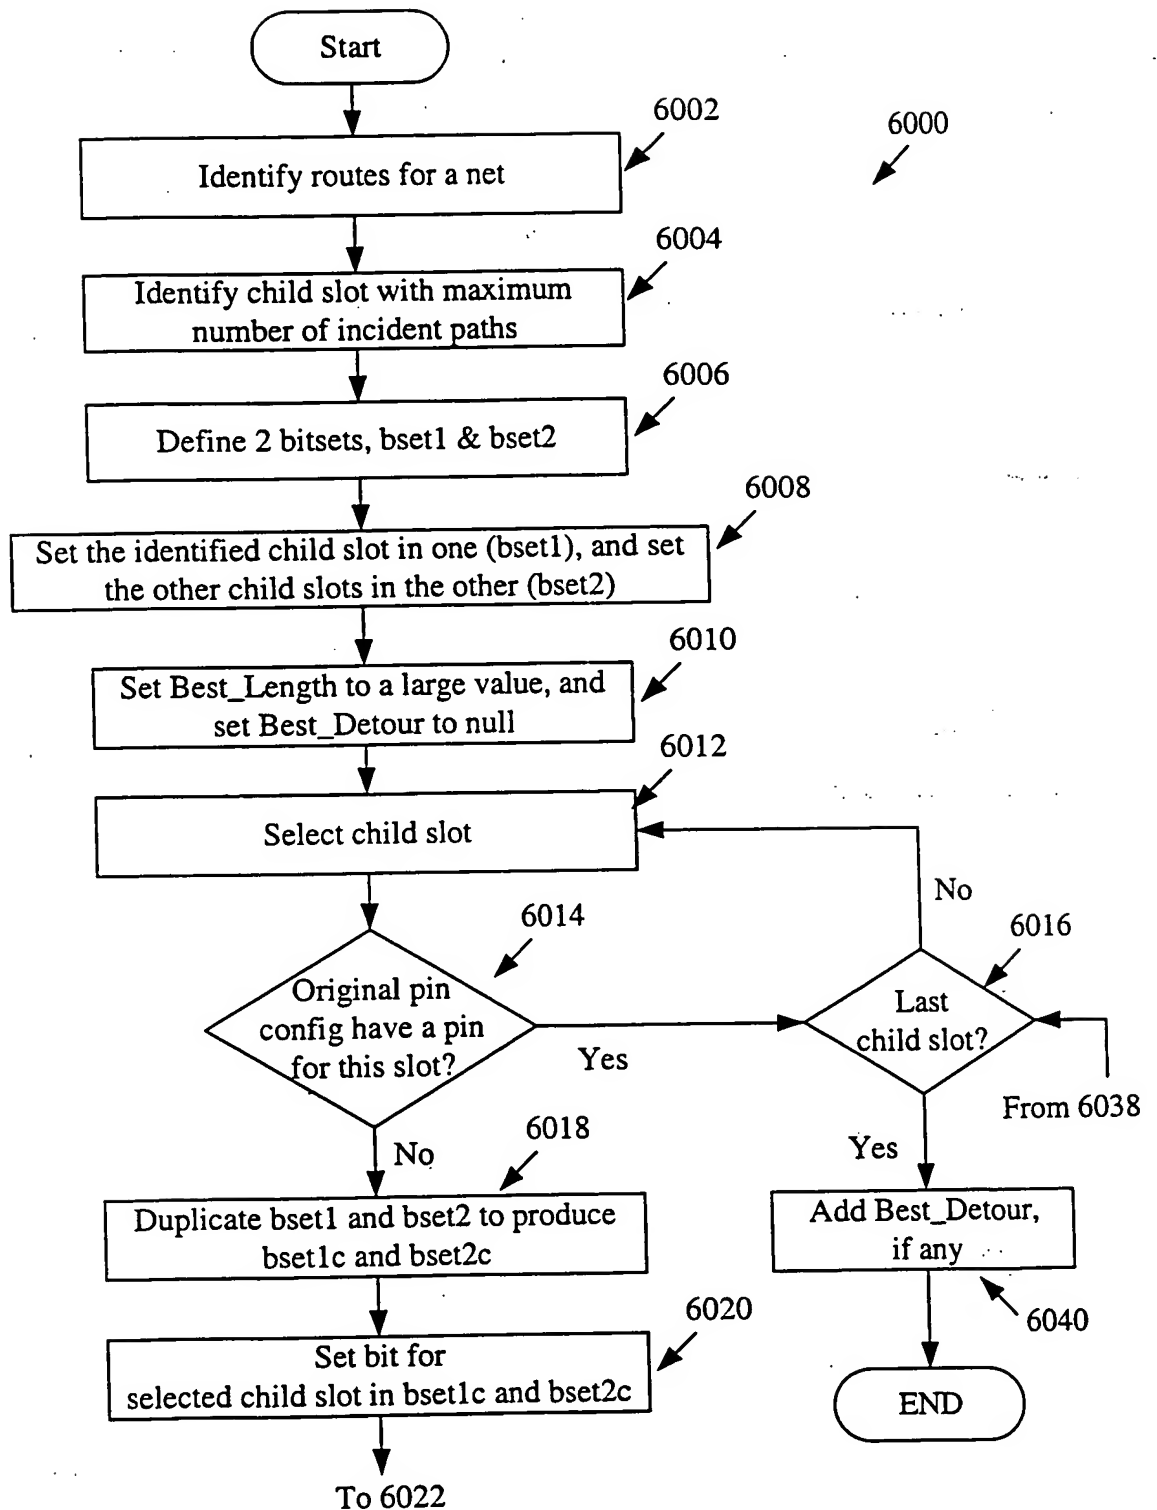 Start
6002
6000
Identify routes for a net
6004
Identify child slot with maximum
number of incident paths
6006
Define 2 bitsets, bset1 & bset2
6008
Set the identified child slot in one (bset1), and set
the other child slots in the other (bset2)
6010
Set Best_Length to a large value, and
set Best_Detour to null
6012
Select child slot
No
6014
6016
Original pin
config have a pin
for this slot?
Last
child slot?
Yes
From 6038
No
6018
Yes
Duplicate bset1 and bset2 to produce
bset1c and bset2c
Add Best_Detour,
if any
6020
6040
Set bit for
selected child slot in bset1c and bset2c
END
To 6022